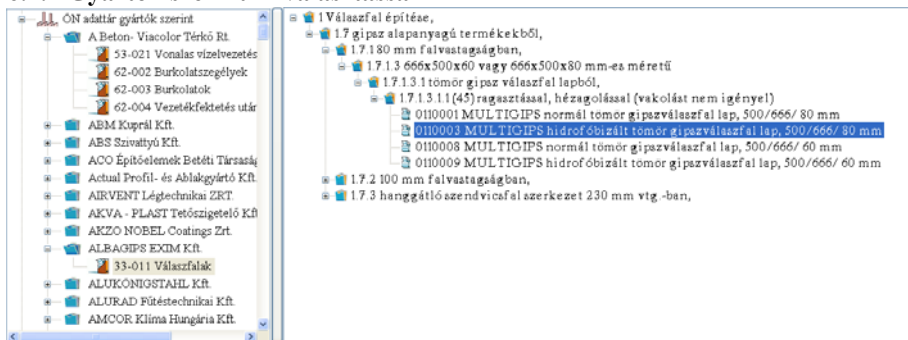 ÖN adattár gyártók szerint
A Beton- Viacolor Térkő Rt.
53-021 Vonalas vízelvezetés
62-002 Burkolatszegélyek
62-003 Burkolatok
62-004 Vezetékfektetés után
ABM Kuprál Kft.
ABS Szivattyú Kft.
ACO Építőelemek Betéti Társaság
Actual Profil- és Ablakgyártó Kft.
AIRVENT Légtechnikai ZRT.
AKVA - PLAST Tetőszigetelő Kft
AKZO NOBEL Coatings Zrt.
ALBAGIPS EXIM Kft.
33-011 Válaszfalak
ALUKÖNIGSTAHL Kft.
ALURAD Fűtéstechnikai Kft.
AMCOR Klíma Hungária Kft.
1 Válaszfal építése,
1.7 gipsz alapanyagú termékekből,
1.7.1 80 mm falvastagságban,
1.7.1.3 666x500x60 vagy 666x500x80 mm-es méretű
1.7.1.3.1 tömör gipsz válaszfal lapból,
1.7.1.3.1.1 (45) ragasztással, hézagolással (vakolást nem igényel)
0110001 MULTIGIPS normál tömör gipszválaszfal lap, 500/666/ 80 mm
0110003 MULTIGIPS hidrofóbizált tömör gipszválaszfal lap, 500/666/ 80 mm
0110008 MULTIGIPS normál tömör gipszválaszfal lap, 500/666/ 60 mm
0110009 MULTIGIPS hidrofóbizált tömör gipszválaszfal lap, 500/666/ 60 mm
1.7.2 100 mm falvastagságban,
1.7.3 hanggátló szendvicsfal szerkezet 230 mm vtg.-ban,